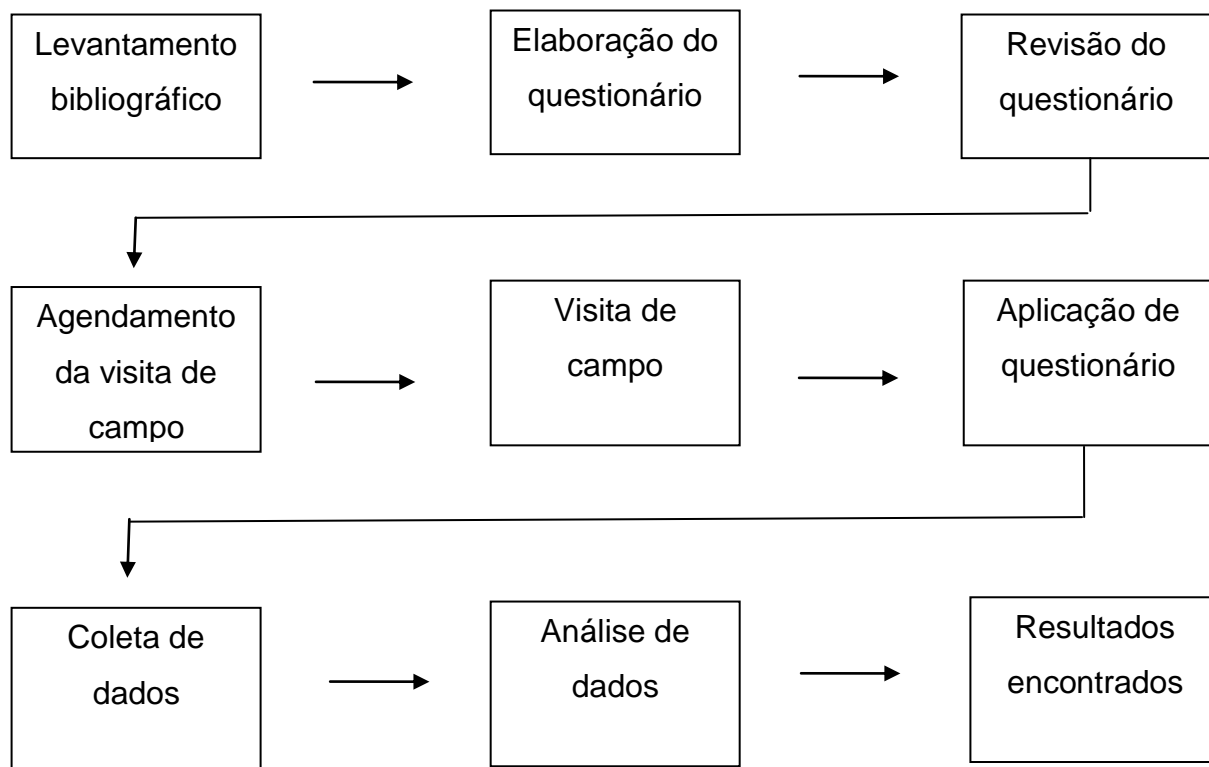 Levantamento
bibliográfico
Elaboração do
questionário
Revisão do
questionário
Agendamento
da visita de
campo
Visita de
campo
Aplicação de
questionário
Coleta de
dados
Análise de
dados
Resultados
encontrados